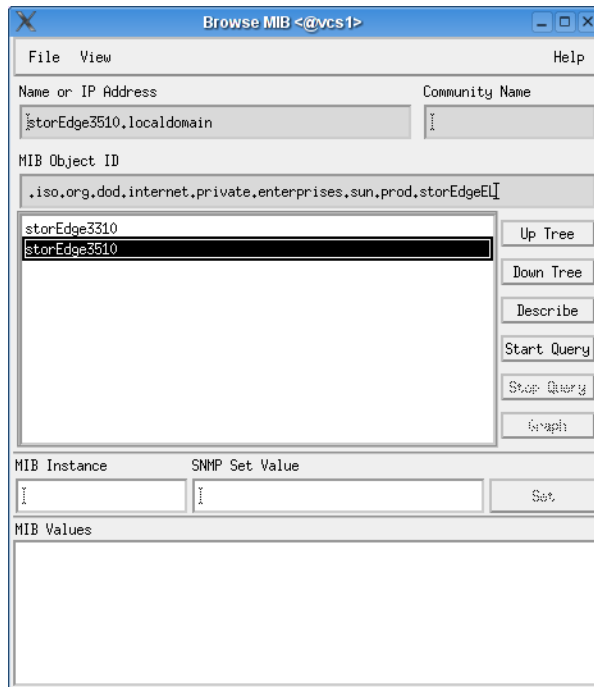 Browse MIB <@vcs1>
File View Help
Name or IP Address Community Name
storEdge3510.localdomain
MIB Object ID
.iso.org.dod.internet.private.enterprises.sun.prod.storEdgeEL
storEdge3310
storEdge3510
Up Tree
Down Tree
Describe
Start Query
Stop Query
Graph
MIB Instance SNMP Set Value
Set
MIB Values